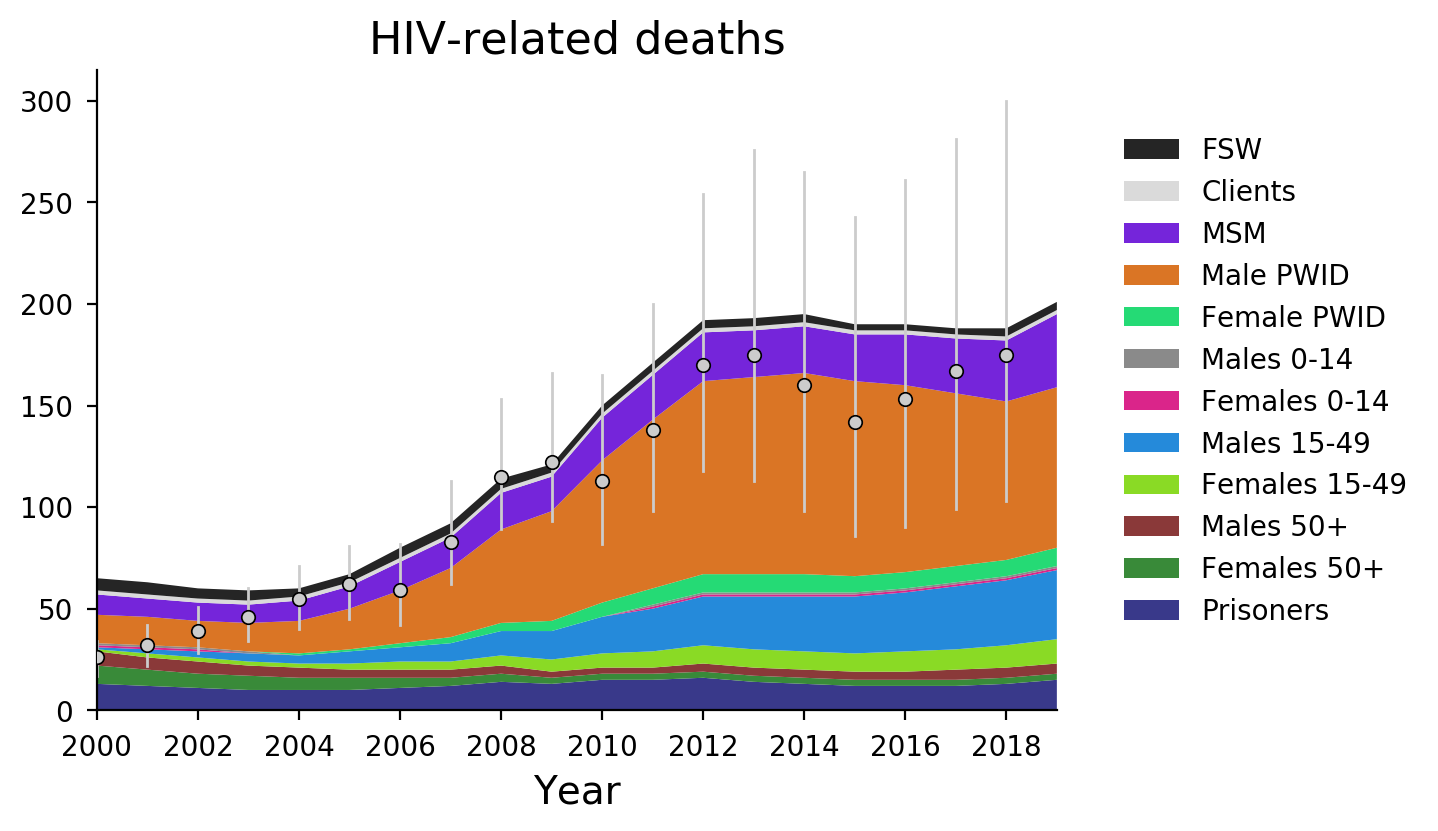 HIV-related deaths
300
250
200
150
100
50
0
2000 2002 2004 2006 2008 2010 2012 2014 2016 2018
Year
FSW
Clients
MSM
Male PWID
Female PWID
Males 0-14
Females 0-14
Males 15-49
Females 15-49
Males 50+
Females 50+
Prisoners